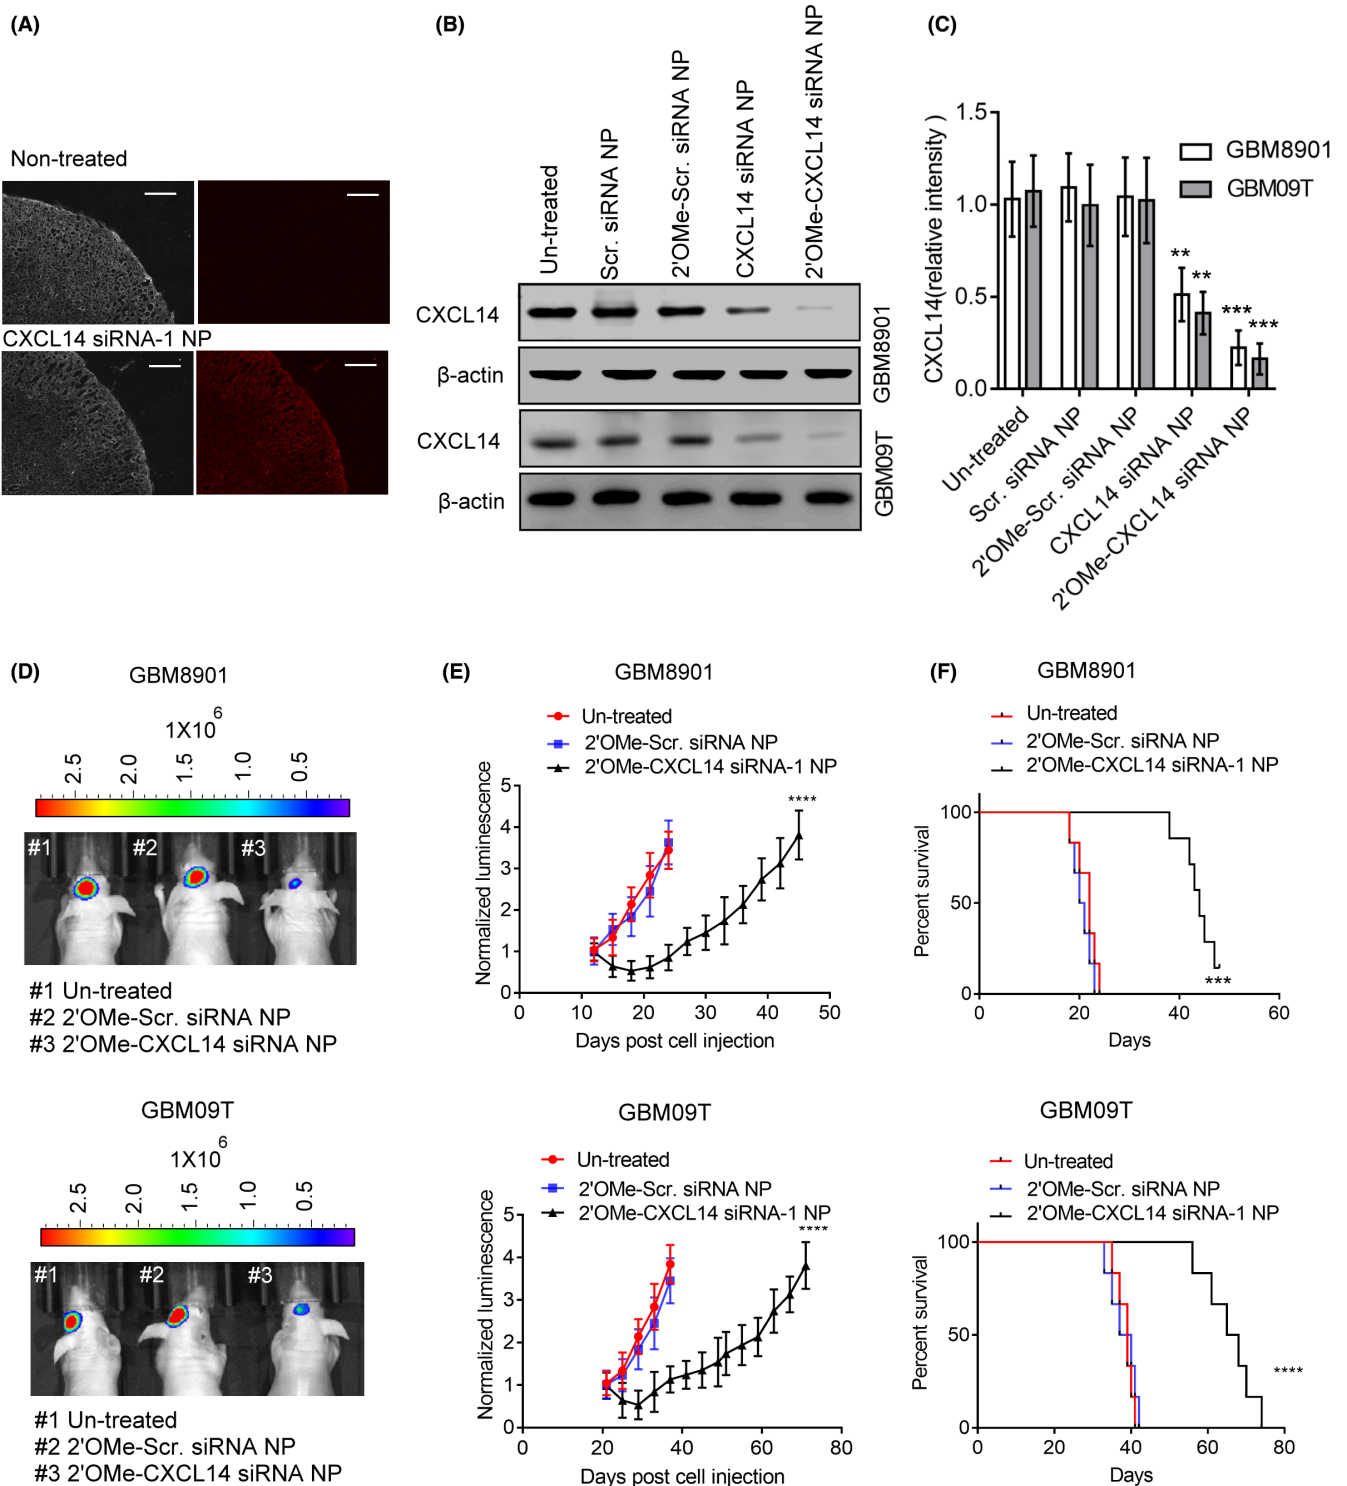 (A)
Non-treated
CXCL14 siRNA-1 NP
(B)
Un-treated
Scr. siRNA NP
2'OMe-Scr. siRNA NP
CXCL14 siRNA NP
2'OMe-CXCL14 siRNA NP
CXCL14
β-actin
GBM8901
CXCL14
β-actin
GBM09T
(C)
CXCL14(relative intensity )
1.5
1.0
0.5
0.0
GBM8901
GBM09T
**
**
***
***
Un-treated
Scr. siRNA NP
2'OMe-Scr. siRNA NP
CXCL14 siRNA NP
2'OMe-CXCL14 siRNA NP
(D)
GBM8901
1X10^6
2.5 2.0 1.5 1.0 0.5
#1 #2 #3
#1 Un-treated
#2 2'OMe-Scr. siRNA NP
#3 2'OMe-CXCL14 siRNA NP
GBM09T
1X10^6
2.5 2.0 1.5 1.0 0.5
#1 #2 #3
#1 Un-treated
#2 2'OMe-Scr. siRNA NP
#3 2'OMe-CXCL14 siRNA NP
(E)
GBM8901
Un-treated
2'OMe-Scr. siRNA NP
2'OMe-CXCL14 siRNA-1 NP
****
Normalized luminescence
5
4
3
2
1
0
0 10 20 30 40 50
Days post cell injection
GBM09T
Un-treated
2'OMe-Scr. siRNA NP
2'OMe-CXCL14 siRNA-1 NP
****
Normalized luminescence
5
4
3
2
1
0
0 20 40 60 80
Days post cell injection
(F)
GBM8901
Un-treated
2'OMe-Scr. siRNA NP
2'OMe-CXCL14 siRNA-1 NP
Percent survival
100
50
0
***
0 20 40 60
Days
GBM09T
Un-treated
2'OMe-Scr. siRNA NP
2'OMe-CXCL14 siRNA-1 NP
Percent survival
100
50
0
****
0 20 40 60 80
Days